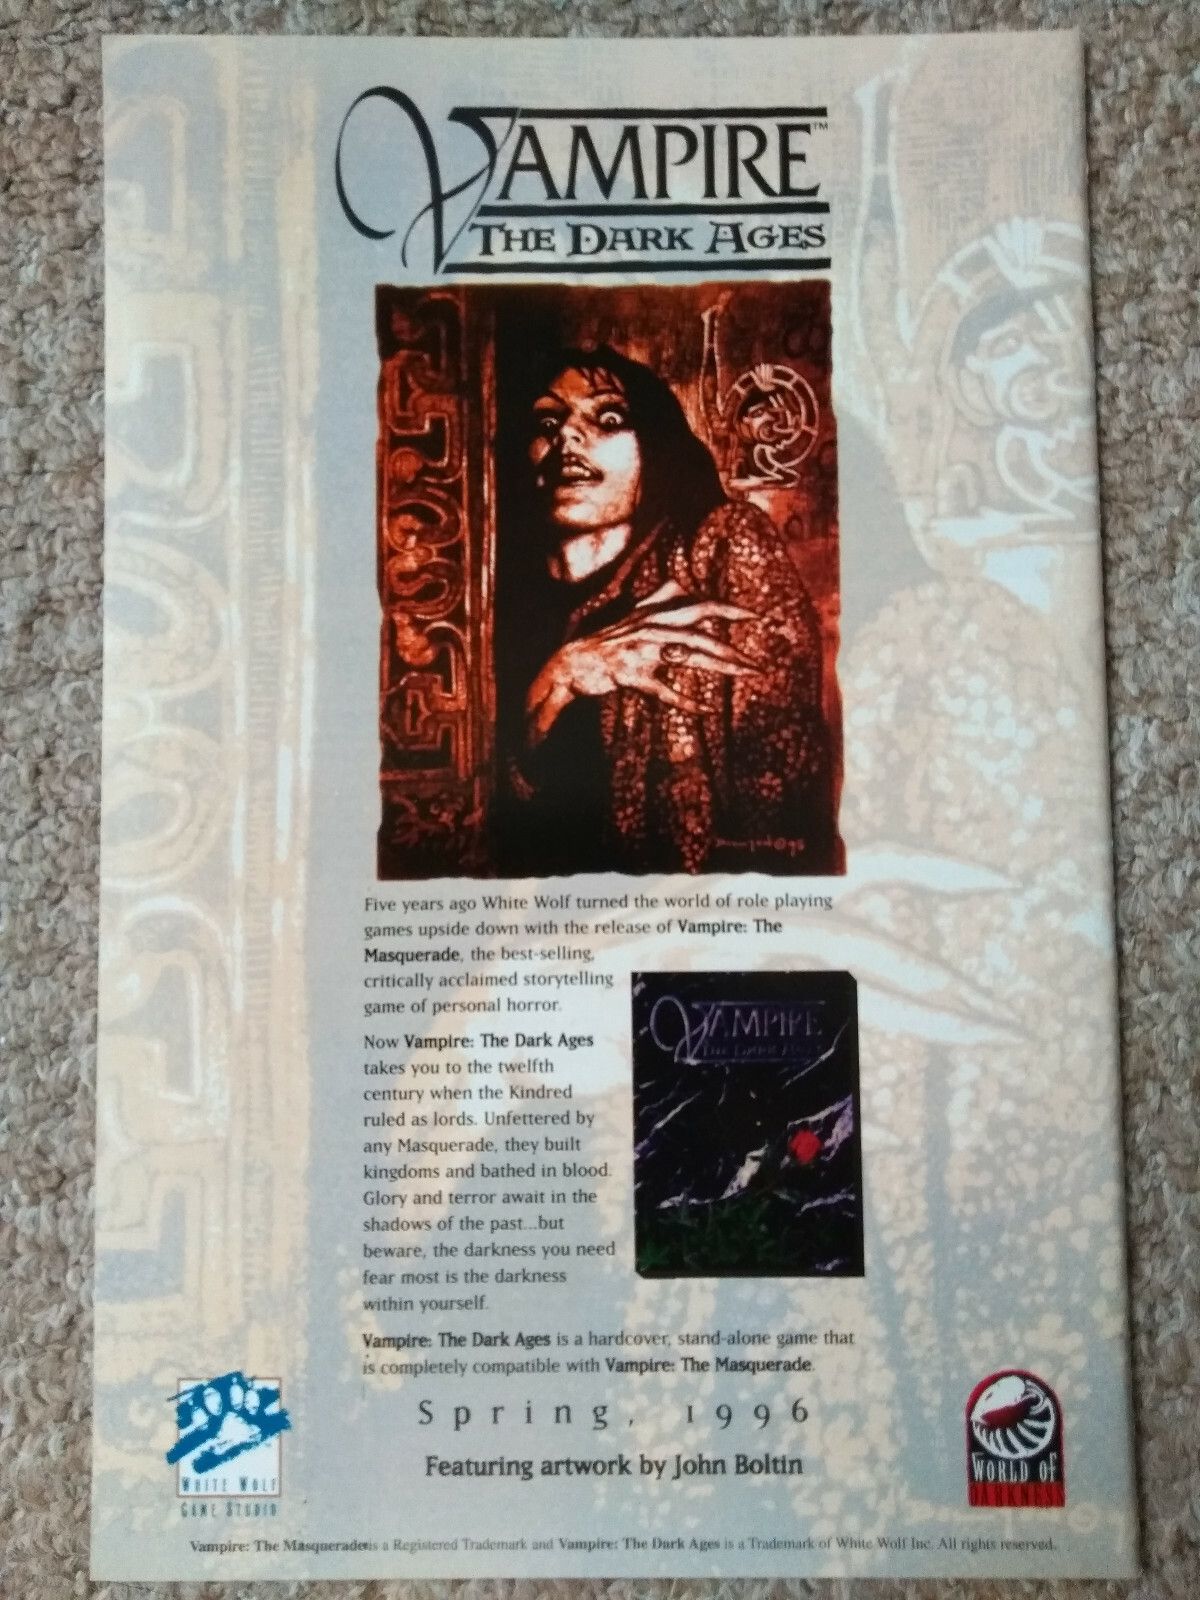 VAMPIRE™
THE DARK AGES
Five years ago White Wolf turned the world of role playing
games upside down with the release of Vampire: The
Masquerade, the best-selling,
critically acclaimed storytelling
game of personal horror.
Now Vampire: The Dark Ages
takes you to the twelfth
century when the Kindred
ruled as lords. Unfettered by
any Masquerade, they built
kingdoms and bathed in blood.
Glory and terror await in the
shadows of the past...but
beware, the darkness you need
fear most is the darkness
within yourself.
VAMPIRE
THE DARK AGES
Vampire: The Dark Ages is a hardcover, stand-alone game that
is completely compatible with Vampire: The Masquerade.
Spring, 1996
Featuring artwork by John Boltin
WHITE WOLF
GAME STUDIO
WORLD OF
DARKNESS
Vampire: The Masquerade is a Registered Trademark and Vampire: The Dark Ages is a Trademark of White Wolf Inc. All rights reserved.